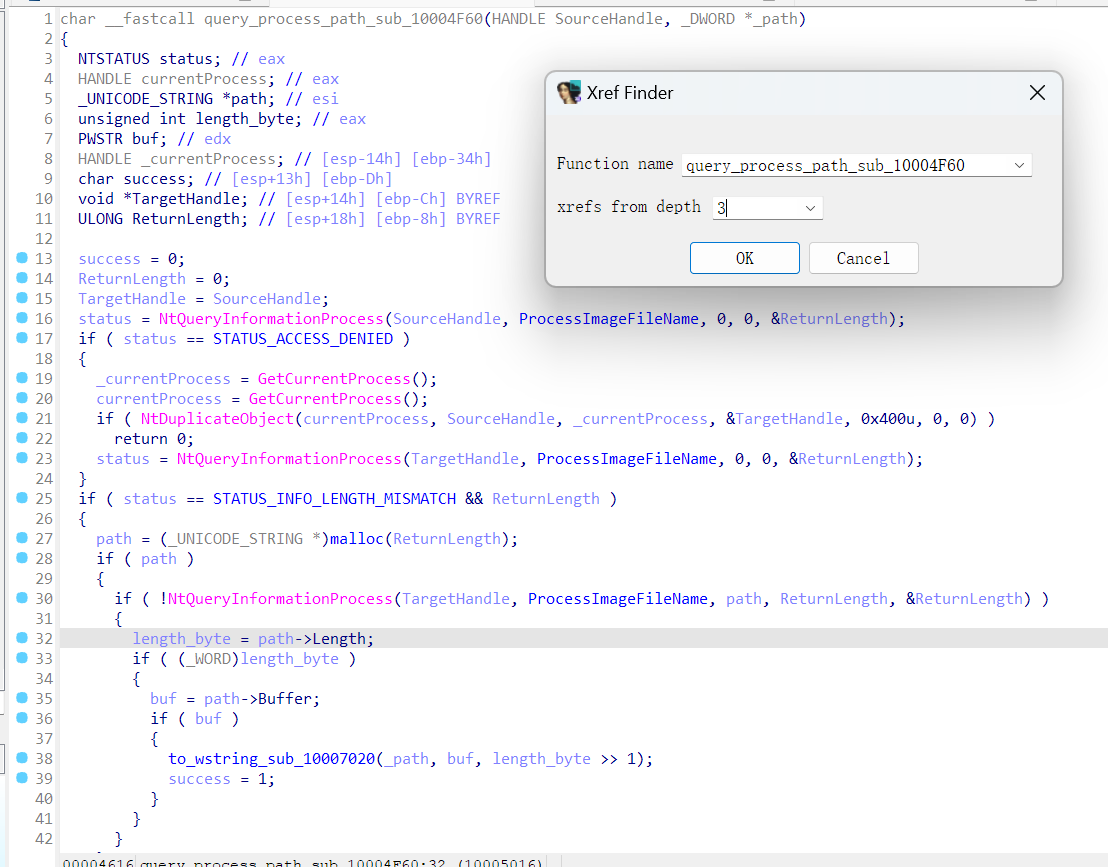 1 char __fastcall query_process_path_sub_10004F60(HANDLE SourceHandle, _DWORD *_path)
2 {
3 NTSTATUS status; // eax
4 HANDLE currentProcess; // eax
5 _UNICODE_STRING *path; // esi
6 unsigned int length_byte; // eax
7 PWSTR buf; // edx
8 HANDLE _currentProcess; // [esp-14h] [ebp-34h]
9 char success; // [esp+13h] [ebp-Dh]
10 void *TargetHandle; // [esp+14h] [ebp-Ch] BYREF
11 ULONG ReturnLength; // [esp+18h] [ebp-8h] BYREF
12
13 success = 0;
14 ReturnLength = 0;
15 TargetHandle = SourceHandle;
16 status = NtQueryInformationProcess(SourceHandle, ProcessImageFileName, 0, 0, &ReturnLength);
17 if ( status == STATUS_ACCESS_DENIED )
18 {
19 _currentProcess = GetCurrentProcess();
20 currentProcess = GetCurrentProcess();
21 if ( NtDuplicateObject(currentProcess, SourceHandle, _currentProcess, &TargetHandle, 0x400u, 0, 0) )
22 return 0;
23 status = NtQueryInformationProcess(TargetHandle, ProcessImageFileName, 0, 0, &ReturnLength);
24 }
25 if ( status == STATUS_INFO_LENGTH_MISMATCH && ReturnLength )
26 {
27 path = (_UNICODE_STRING *)malloc(ReturnLength);
28 if ( path )
29 {
30 if ( !NtQueryInformationProcess(TargetHandle, ProcessImageFileName, path, ReturnLength, &ReturnLength) )
31 {
32 length_byte = path->Length;
33 if ( (_WORD)length_byte )
34 {
35 buf = path->Buffer;
36 if ( buf )
37 {
38 to_wstring_sub_10007020(_path, buf, length_byte >> 1);
39 success = 1;
40 }
41 }
42 }
00004616 query_process_path_sub_10004F60:32 (10005016)
Xref Finder
Function name query_process_path_sub_10004F60
xrefs from depth 3
OK Cancel